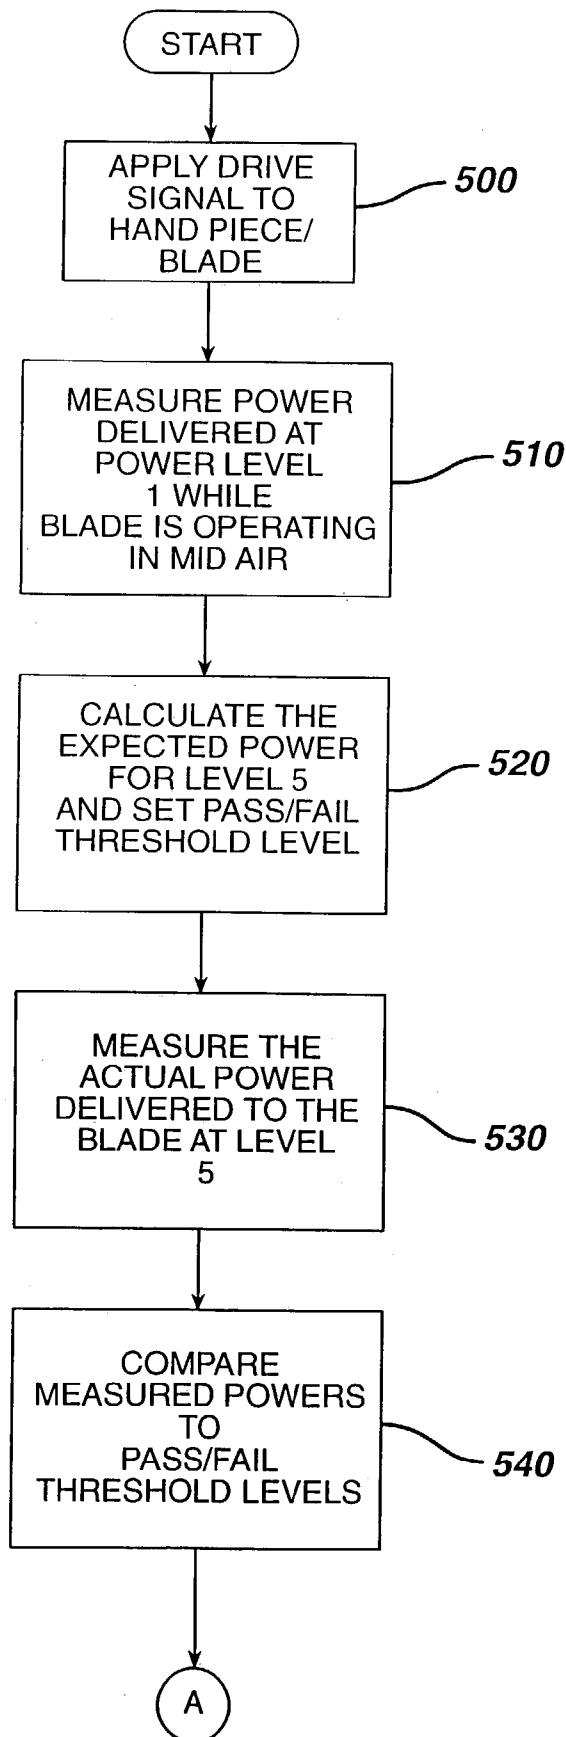 START
APPLY DRIVE
SIGNAL TO
HAND PIECE/
BLADE
500
MEASURE POWER
DELIVERED AT
POWER LEVEL
1 WHILE
BLADE IS OPERATING
IN MID AIR
510
CALCULATE THE
EXPECTED POWER
FOR LEVEL 5
AND SET PASS/FAIL
THRESHOLD LEVEL
520
MEASURE THE
ACTUAL POWER
DELIVERED TO THE
BLADE AT LEVEL
5
530
COMPARE
MEASURED POWERS
TO
PASS/FAIL
THRESHOLD LEVELS
540
A